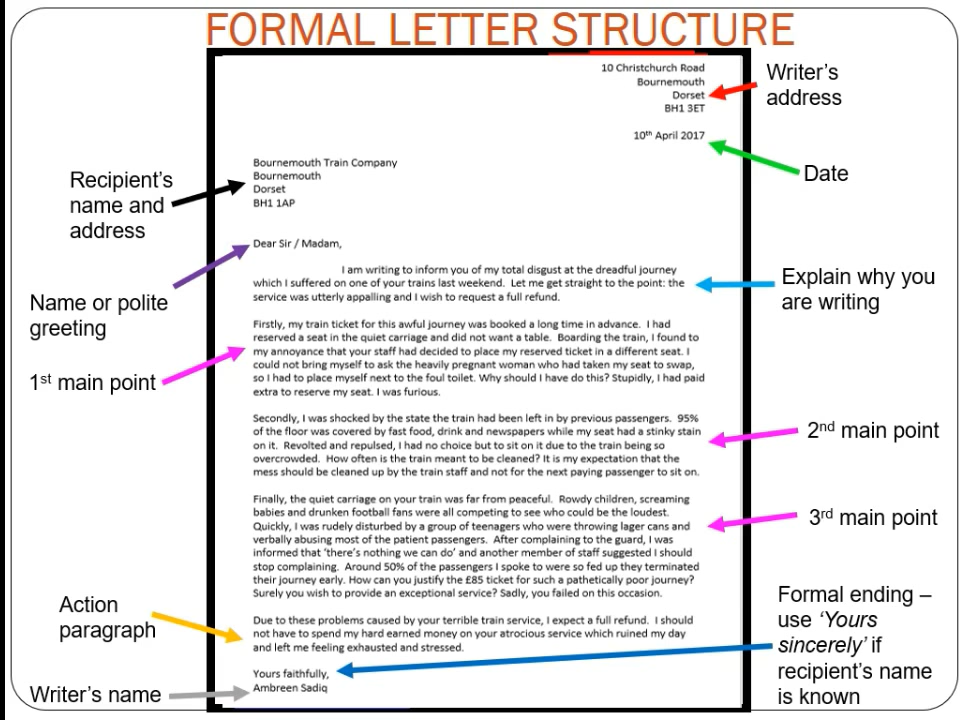 FORMAL LETTER STRUCTURE
10 Christchurch Road
Bournemouth
Dorset
BH1 3ET
10th April 2017
Writer's
address
Date
Bournemouth Train Company
Bournemouth
Dorset
BH1 1AP
Recipient's
name and
address
Dear Sir / Madam,
Name or polite
greeting
I am writing to inform you of my total disgust at the dreadful journey
which I suffered on one of your trains last weekend. Let me get straight to the point: the
service was utterly appalling and I wish to request a full refund.
Explain why you
are writing
Firstly, my train ticket for this awful journey was booked a long time in advance. I had
reserved a seat in the quiet carriage and did not want a table. Boarding the train, I found to
my annoyance that your staff had decided to place my reserved ticket in a different seat. I
could not bring myself to ask the heavily pregnant woman who had taken my seat to swap,
so I had to place myself next to the foul toilet. Why should I have do this? Stupidly, I had paid
extra to reserve my seat. I was furious.
1st main point
Secondly, I was shocked by the state the train had been left in by previous passengers. 95%
of the floor was covered by fast food, drink and newspapers while my seat had a stinky stain
on it. Revolted and repulsed, I had no choice but to sit on it due to the train being so
overcrowded. How often is the train meant to be cleaned? It is my expectation that the
mess should be cleaned up by the train staff and not for the next paying passenger to sit on.
2nd main point
Finally, the quiet carriage on your train was far from peaceful. Rowdy children, screaming
babies and drunken football fans were all competing to see who could be the loudest.
Quickly, I was rudely disturbed by a group of teenagers who were throwing lager cans and
verbally abusing most of the patient passengers. After complaining to the guard, I was
informed that 'there's nothing we can do' and another member of staff suggested I should
stop complaining. Around 50% of the passengers I spoke to were so fed up they terminated
their journey early. How can you justify the £85 ticket for such a pathetically poor journey?
Surely you wish to provide an exceptional service? Sadly, you failed on this occasion.
3rd main point
Due to these problems caused by your terrible train service, I expect a full refund. I should
not have to spend my hard earned money on your atrocious service which ruined my day
and left me feeling exhausted and stressed.
Action
paragraph
Yours faithfully,
Ambreen Sadiq
Formal ending –
use 'Yours
sincerely' if
recipient's name
is known
Writer's name